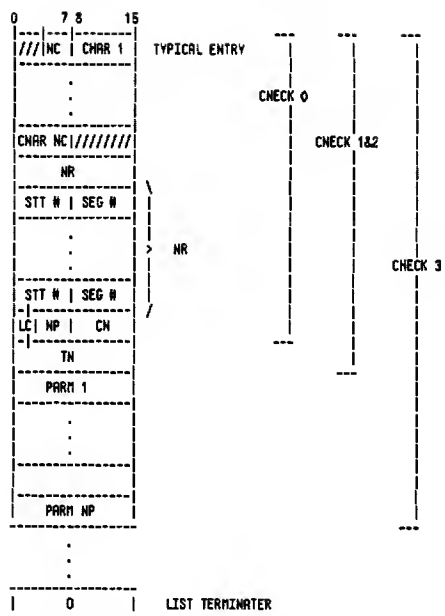 0 7 8 15
///|NC | CHAR 1 | TYPICAL ENTRY
CHECK 0
CHAR NC|///////// CHECK 1&2
NR
STT # | SEG #
> NR
CHECK 3
STT # | SEG #
LC| NP | CN
TN
PARM 1
PARM NP
| 0 | LIST TERMINATER